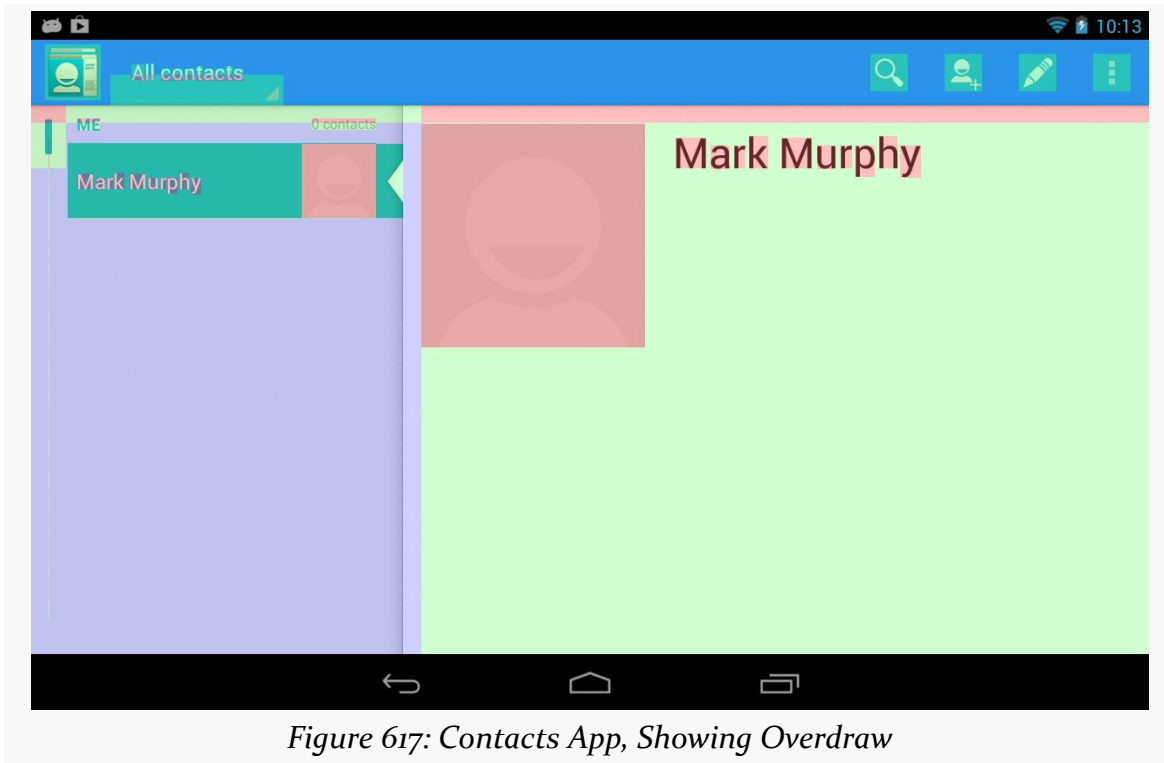 10:13
All contacts
ME
0 contacts
Mark Murphy
Mark Murphy
Figure 617: Contacts App, Showing Overdraw